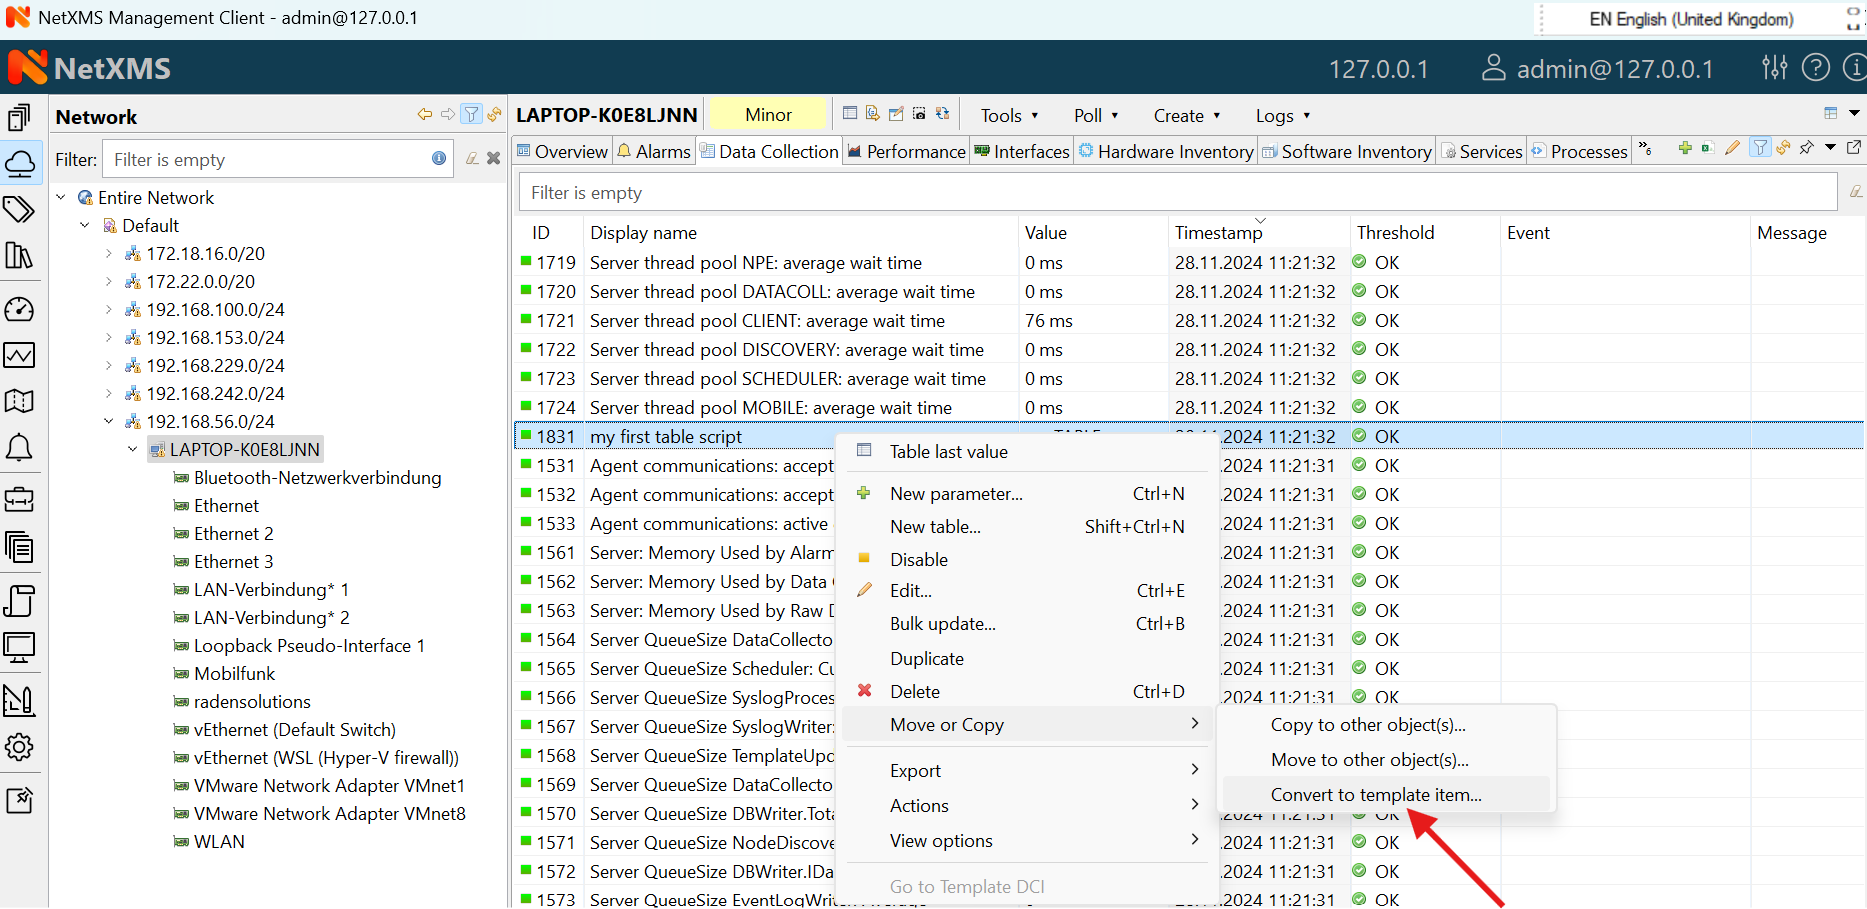 NetXMS Management Client - admin@127.0.0.1
EN English (United Kingdom)
NetXMS
127.0.0.1
admin@127.0.0.1
Network
Filter:
Filter is empty
Entire Network
Default
172.18.16.0/20
172.22.0.0/20
192.168.100.0/24
192.168.153.0/24
192.168.229.0/24
192.168.242.0/24
192.168.56.0/24
LAPTOP-K0E8LJNN
Bluetooth-Netzwerkverbindung
Ethernet
Ethernet 2
Ethernet 3
LAN-Verbindung* 1
LAN-Verbindung* 2
Loopback Pseudo-Interface 1
Mobilfunk
radensolutions
vEthernet (Default Switch)
vEthernet (WSL (Hyper-V firewall))
VMware Network Adapter VMnet1
VMware Network Adapter VMnet8
WLAN
LAPTOP-K0E8LJNN Minor Tools Poll Create Logs
Overview Alarms Data Collection Performance Interfaces Hardware Inventory Software Inventory Services Processes »6
Filter is empty
ID Display name Value Timestamp Threshold Event Message
1719 Server thread pool NPE: average wait time 0 ms 28.11.2024 11:21:32 OK
1720 Server thread pool DATACOLL: average wait time 0 ms 28.11.2024 11:21:32 OK
1721 Server thread pool CLIENT: average wait time 76 ms 28.11.2024 11:21:32 OK
1722 Server thread pool DISCOVERY: average wait time 0 ms 28.11.2024 11:21:32 OK
1723 Server thread pool SCHEDULER: average wait time 0 ms 28.11.2024 11:21:32 OK
1724 Server thread pool MOBILE: average wait time 0 ms 28.11.2024 11:21:32 OK
1831 my first table script .2024 11:21:32 OK
1531 Agent communications: accept .2024 11:21:31 OK
1532 Agent communications: accept .2024 11:21:31 OK
1533 Agent communications: active .2024 11:21:31 OK
1561 Server: Memory Used by Alarm .2024 11:21:31 OK
1562 Server: Memory Used by Data .2024 11:21:31 OK
1563 Server: Memory Used by Raw .2024 11:21:31 OK
1564 Server QueueSize DataCollecto .2024 11:21:31 OK
1565 Server QueueSize Scheduler: Cu .2024 11:21:31 OK
1566 Server QueueSize SyslogProces OK
1567 Server QueueSize SyslogWriter:
1568 Server QueueSize TemplateUpd
1569 Server QueueSize DataCollecto
1570 Server QueueSize DBWriter.Tota .2024 11:21:31 OK
1571 Server QueueSize NodeDiscove .2024 11:21:31 OK
1572 Server QueueSize DBWriter.IDa .2024 11:21:31 OK
1573 Server QueueSize EventLogWrit .2024 11:21:31 OK
Table last value
New parameter... Ctrl+N
New table... Shift+Ctrl+N
Disable
Edit... Ctrl+E
Bulk update... Ctrl+B
Duplicate
Delete Ctrl+D
Move or Copy
Export
Actions
View options
Go to Template DCI
Copy to other object(s)...
Move to other object(s)...
Convert to template item...